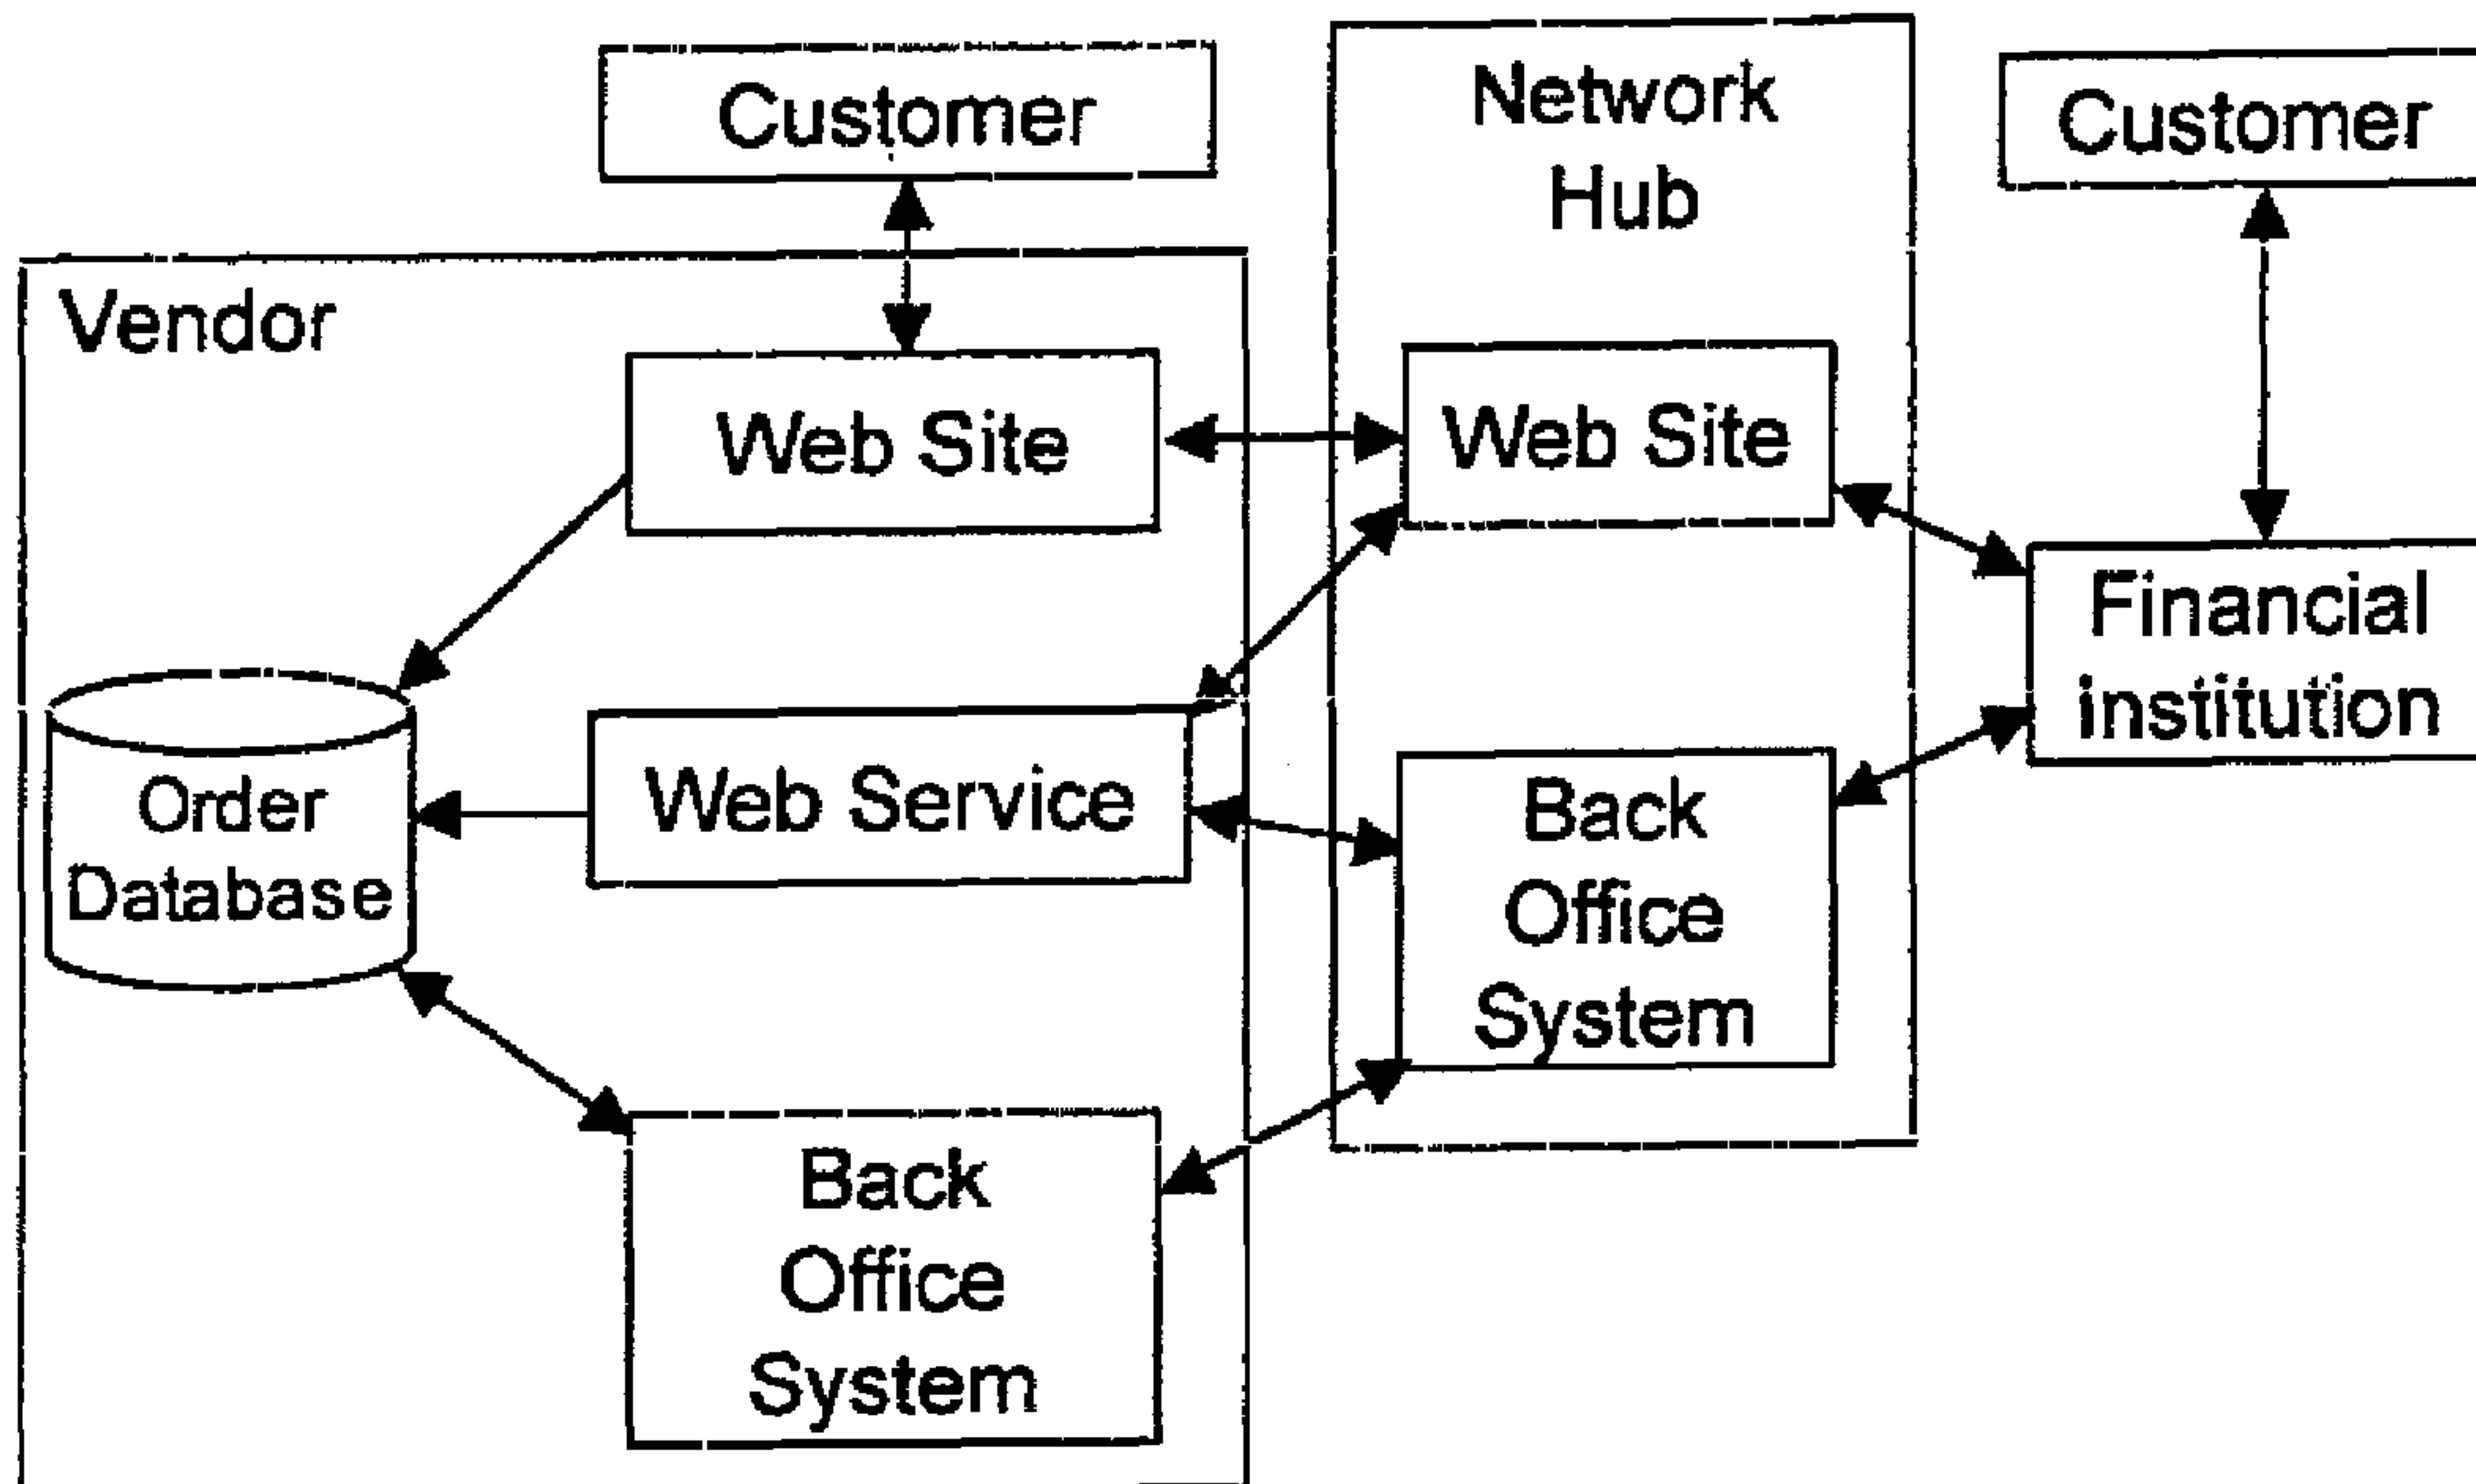 Customer
Network
Hub
Customer
Vendor
Web Site
Web Site
Financial
institution
Order
Database
Web Service
Back
Office
System
Back
Office
System